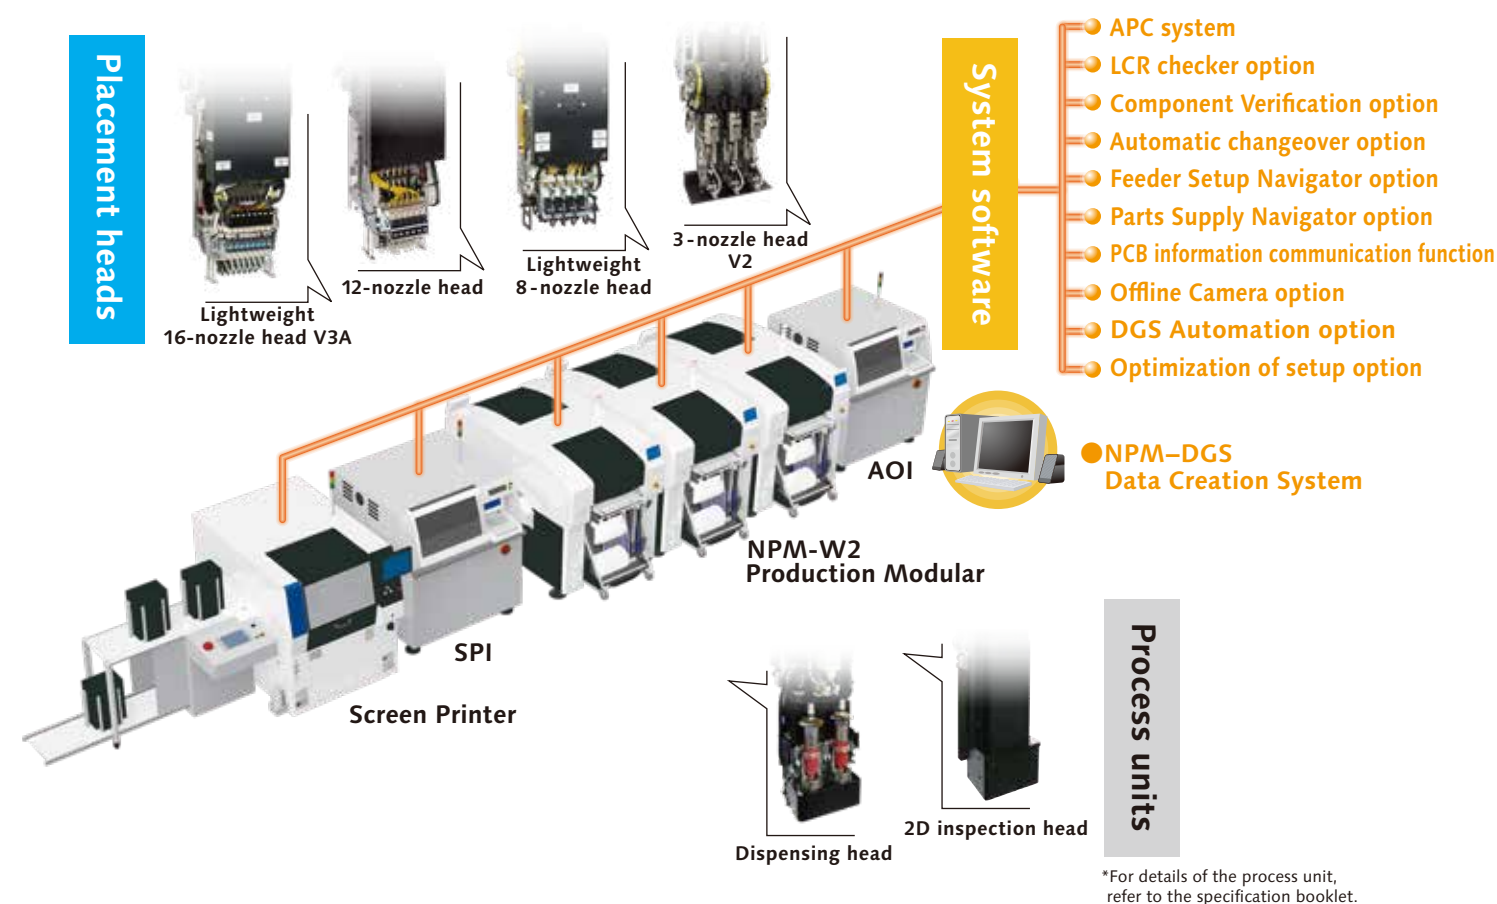 Placement heads
Lightweight
16-nozzle head V3A
12-nozzle head
Lightweight
8-nozzle head
3-nozzle head
V2
System software
APC system
LCR checker option
Component Verification option
Automatic changeover option
Feeder Setup Navigator option
Parts Supply Navigator option
PCB information communication function
Offline Camera option
DGS Automation option
Optimization of setup option
NPM–DGS
Data Creation System
AOI
NPM-W2
Production Modular
SPI
Screen Printer
Process units
Dispensing head
2D inspection head
*For details of the process unit,
refer to the specification booklet.